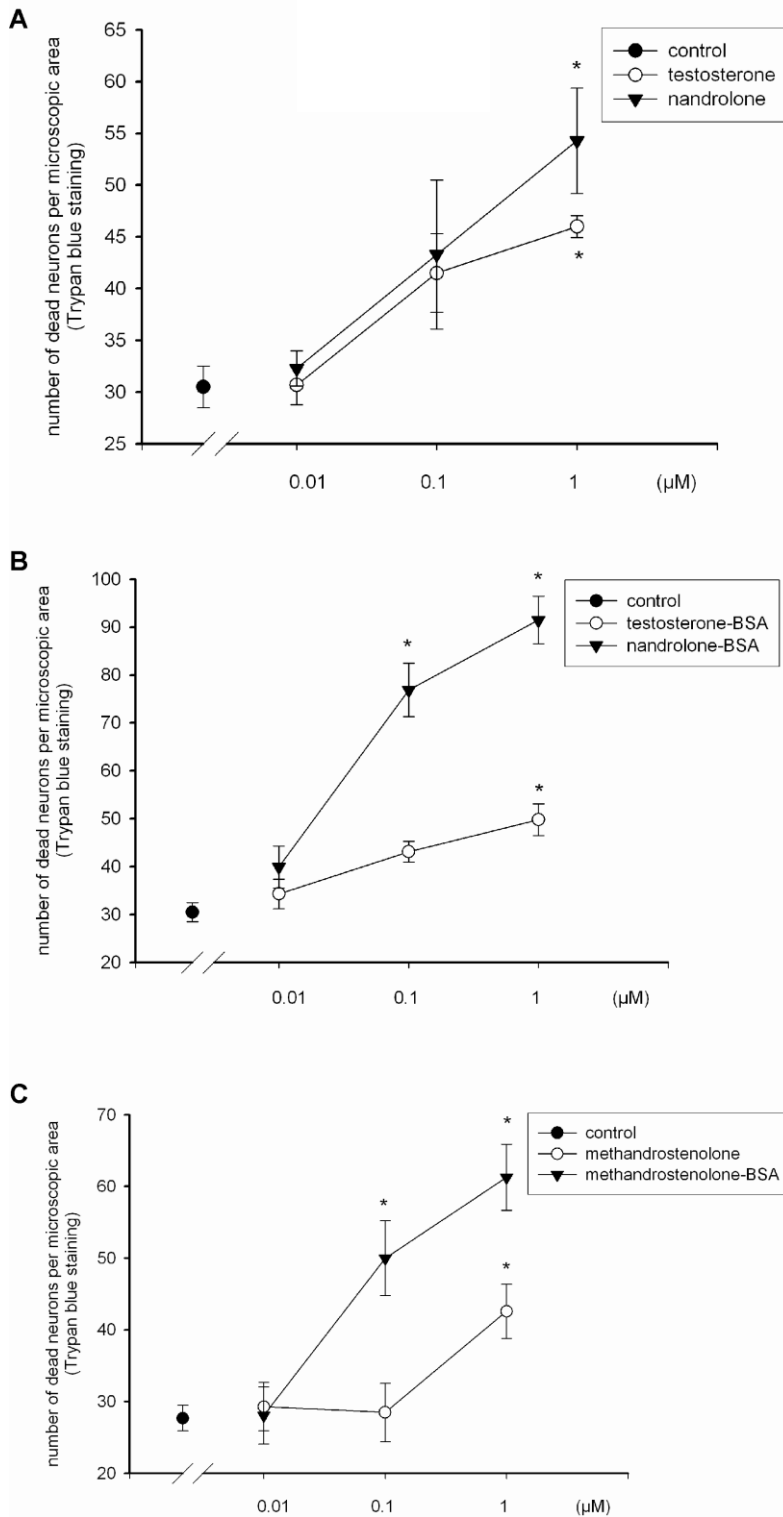 A
number of dead neurons per microscopic area
(Trypan blue staining)
65
60
55
50
45
40
35
30
25
*
*
control
testosterone
nandrolone
0.01 0.1 1 (µM)
B
number of dead neurons per microscopic area
(Trypan blue staining)
100
90
80
70
60
50
40
30
20
*
*
*
control
testosterone-BSA
nandrolone-BSA
0.01 0.1 1 (µM)
C
number of dead neurons per microscopic area
(Trypan blue staining)
70
60
50
40
30
20
*
*
*
control
methandrostenolone
methandrostenolone-BSA
0.01 0.1 1 (µM)